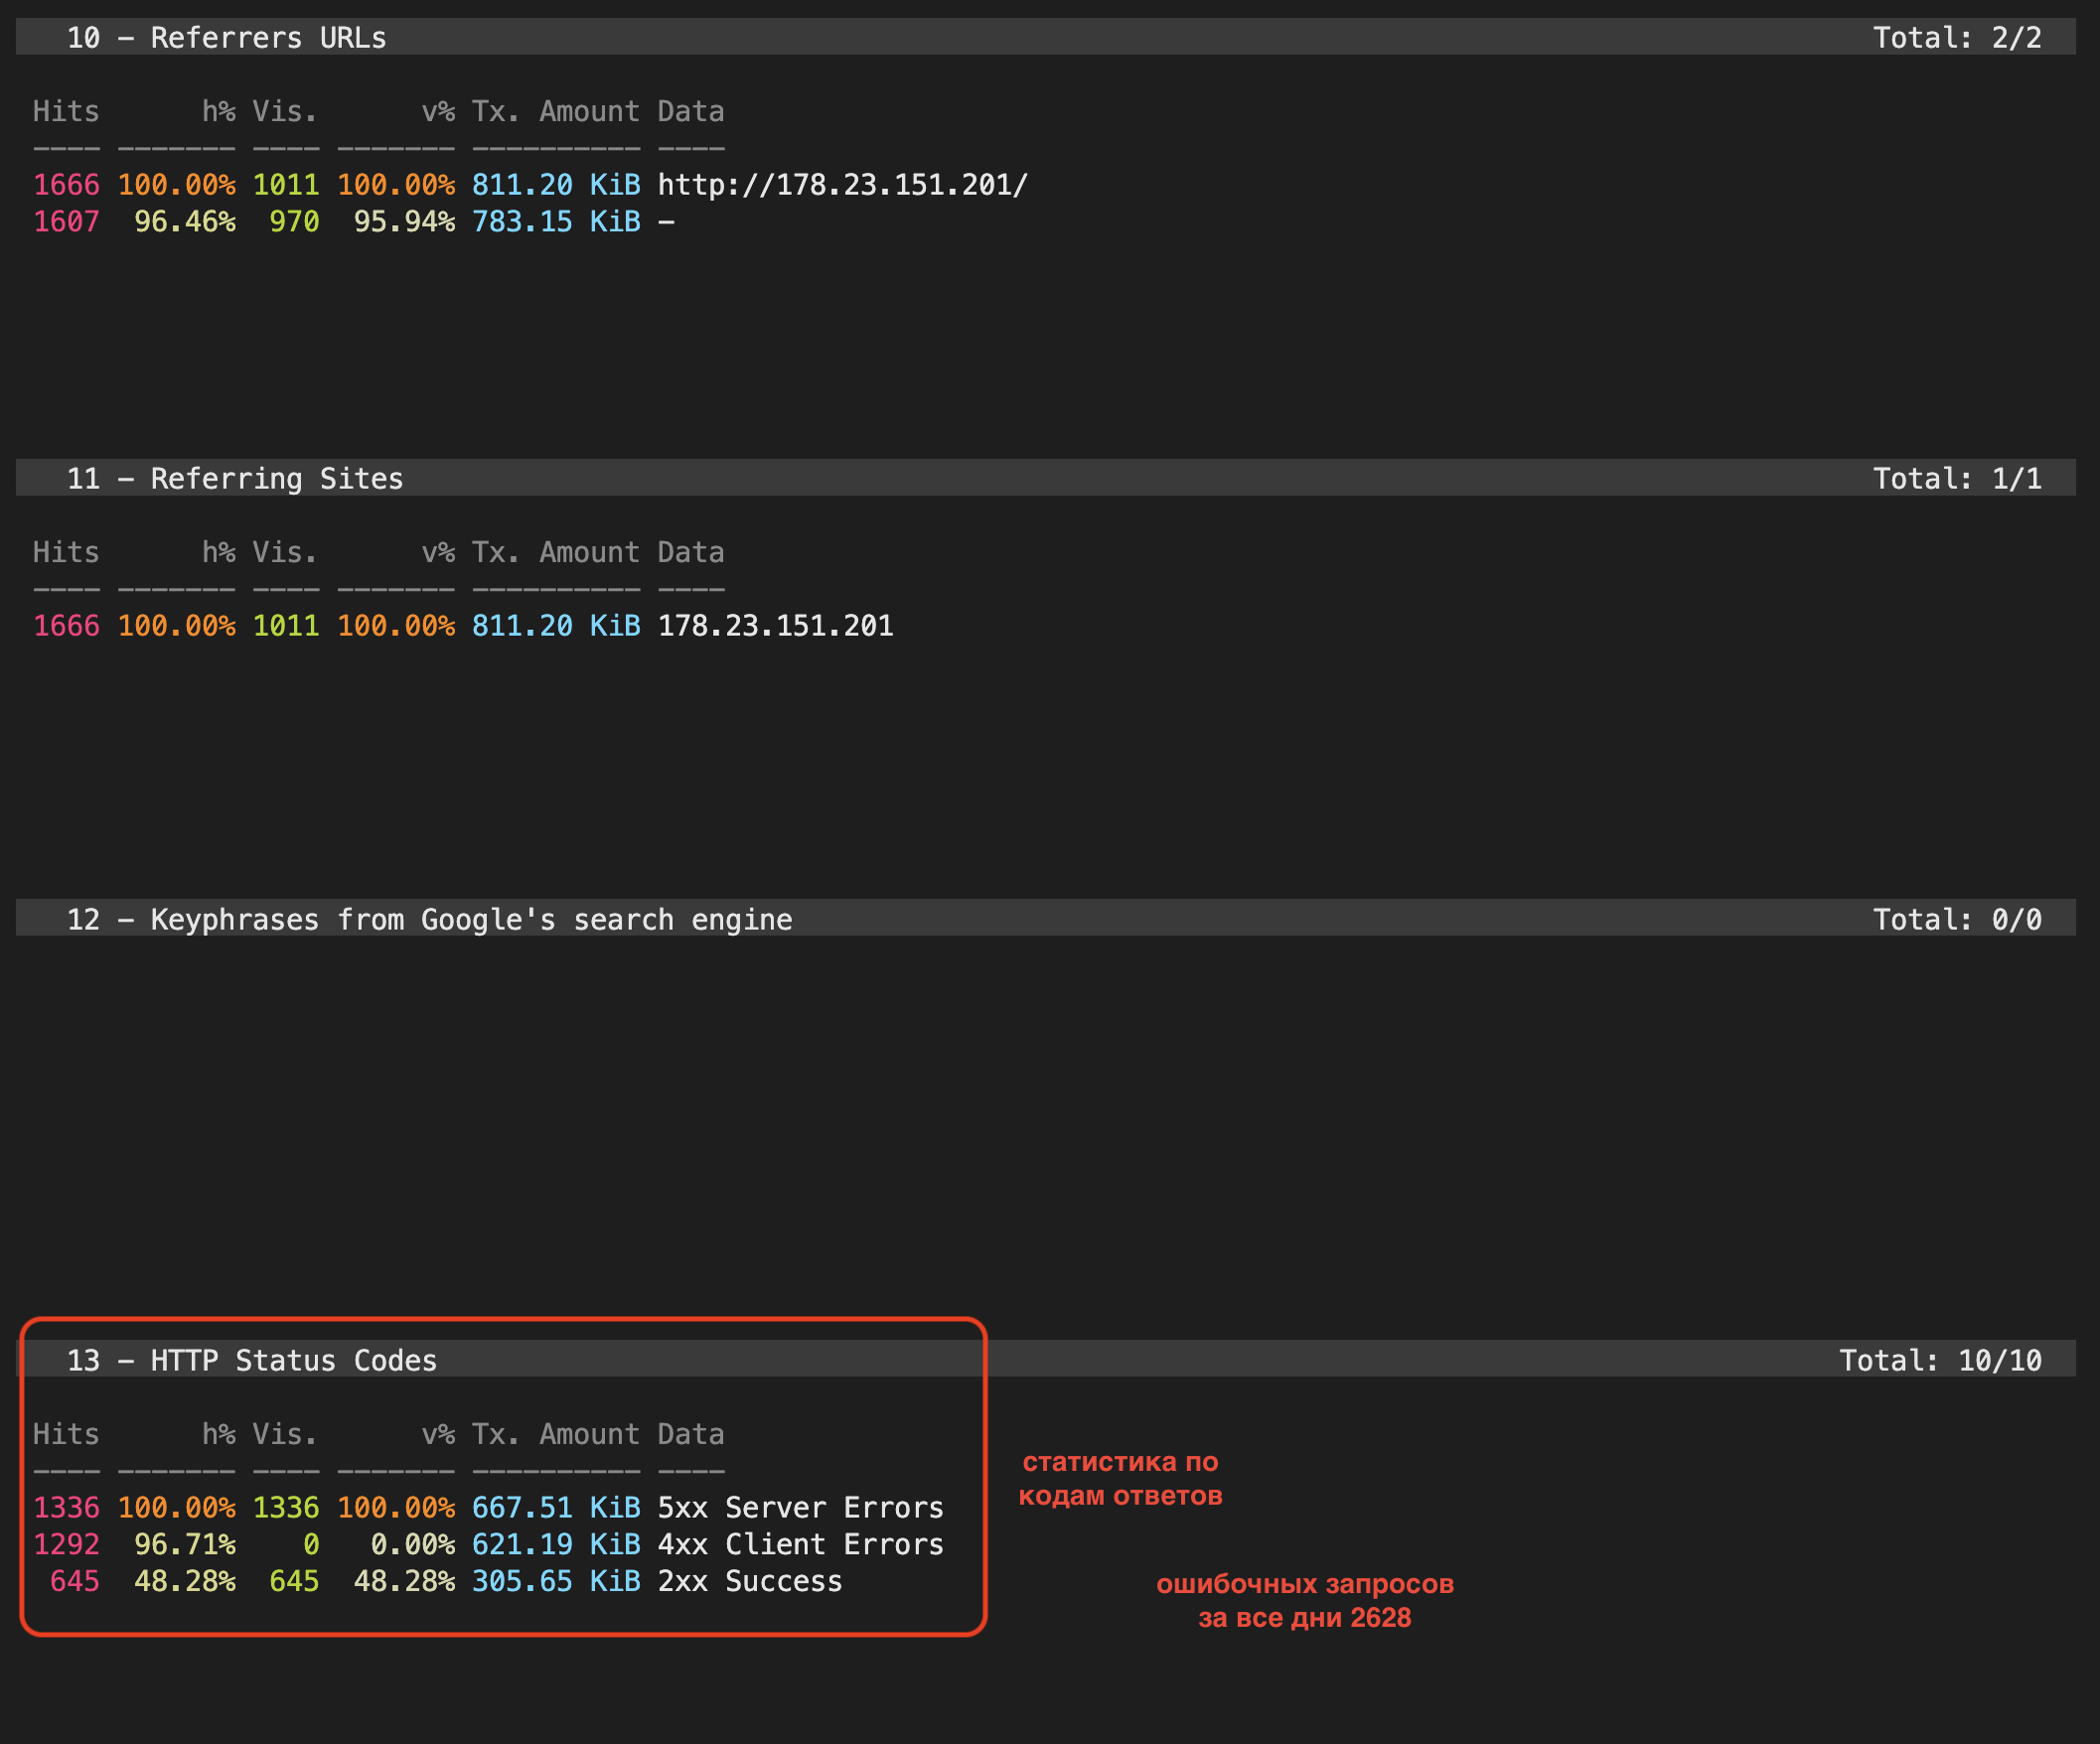 10 - Referrers URLs Total: 2/2
Hits h% Vis. v% Tx. Amount Data
---- ------- ---- ------- ---------- ----
1666 100.00% 1011 100.00% 811.20 KiB http://178.23.151.201/
1607 96.46% 970 95.94% 783.15 KiB -
11 - Referring Sites Total: 1/1
Hits h% Vis. v% Tx. Amount Data
---- ------- ---- ------- ---------- ----
1666 100.00% 1011 100.00% 811.20 KiB 178.23.151.201
12 - Keyphrases from Google's search engine Total: 0/0
13 - HTTP Status Codes Total: 10/10
Hits h% Vis. v% Tx. Amount Data
---- ------- ---- ------- ---------- ----
1336 100.00% 1336 100.00% 667.51 KiB 5xx Server Errors
1292 96.71% 0 0.00% 621.19 KiB 4xx Client Errors
645 48.28% 645 48.28% 305.65 KiB 2xx Success
статистика по
кодам ответов
ошибочных запросов
за все дни 2628